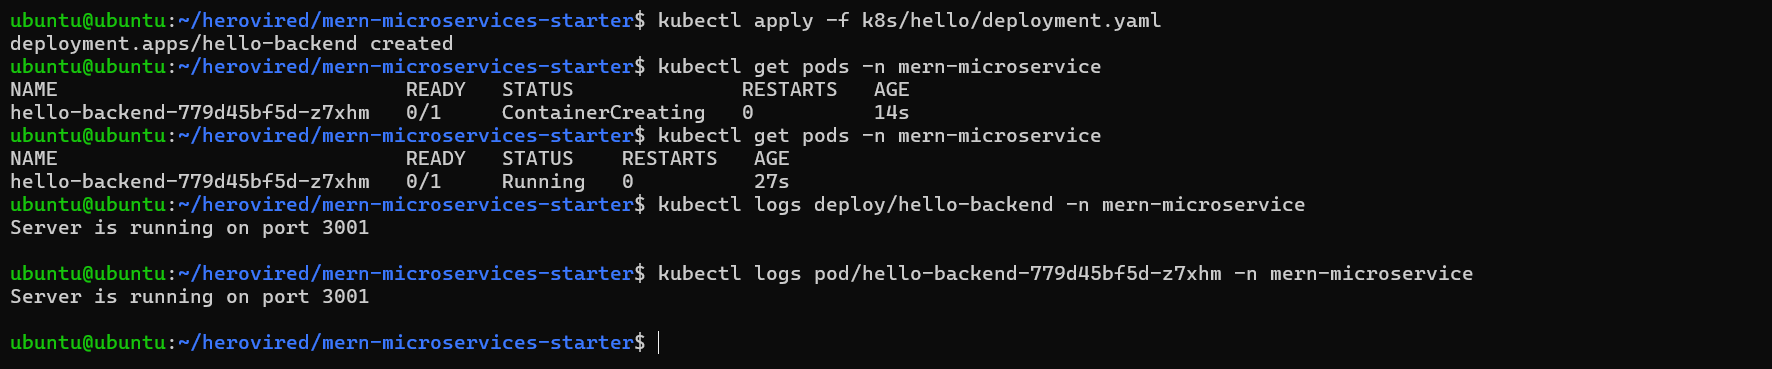 ubuntu@ubuntu:~/herovired/mern-microservices-starter$ kubectl apply -f k8s/hello/deployment.yaml
deployment.apps/hello-backend created
ubuntu@ubuntu:~/herovired/mern-microservices-starter$ kubectl get pods -n mern-microservice
NAME                             READY   STATUS              RESTARTS   AGE
hello-backend-779d45bf5d-z7xhm   0/1     ContainerCreating   0          14s
ubuntu@ubuntu:~/herovired/mern-microservices-starter$ kubectl get pods -n mern-microservice
NAME                             READY   STATUS    RESTARTS   AGE
hello-backend-779d45bf5d-z7xhm   0/1     Running   0          27s
ubuntu@ubuntu:~/herovired/mern-microservices-starter$ kubectl logs deploy/hello-backend -n mern-microservice
Server is running on port 3001
ubuntu@ubuntu:~/herovired/mern-microservices-starter$ kubectl logs pod/hello-backend-779d45bf5d-z7xhm -n mern-microservice
Server is running on port 3001
ubuntu@ubuntu:~/herovired/mern-microservices-starter$